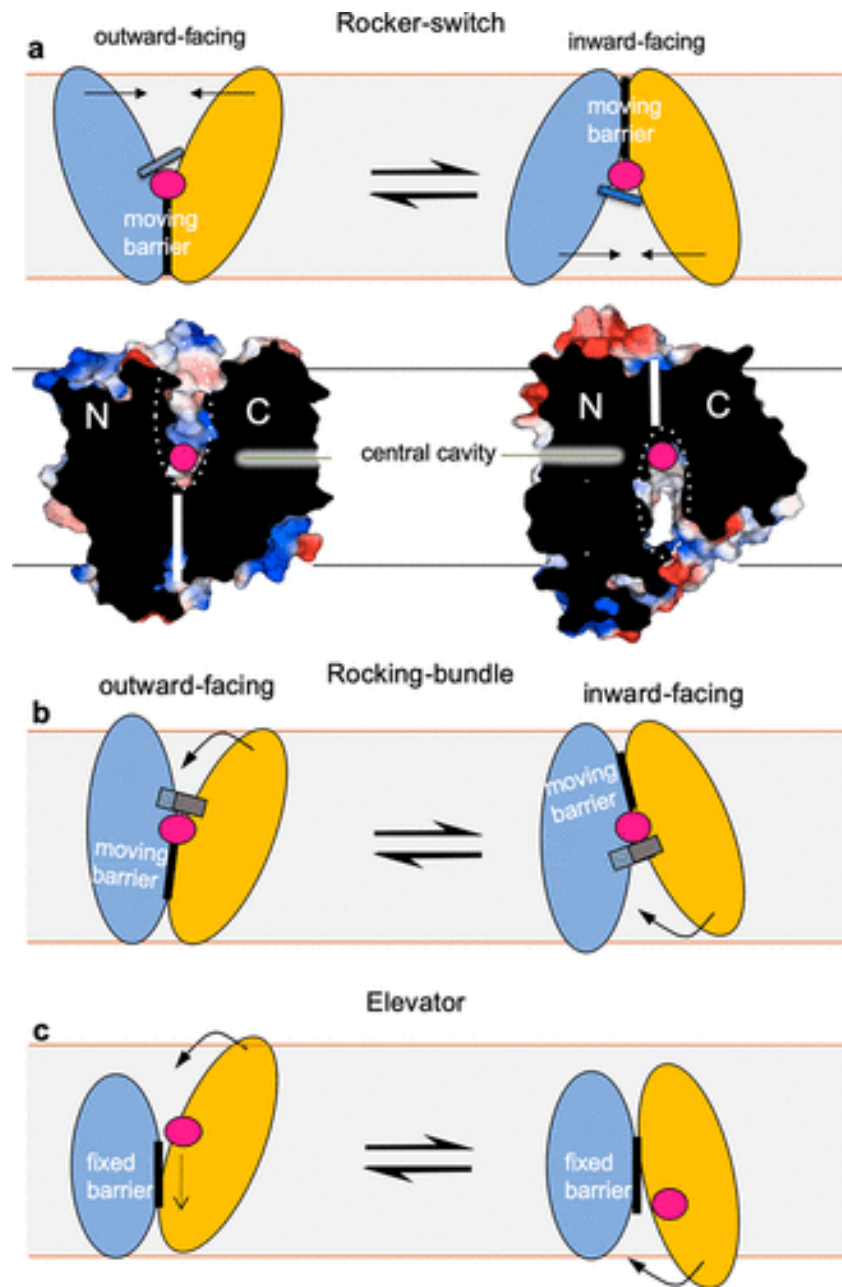 Rocker-switch
outward-facing
inward-facing
a
moving
barrier
moving
barrier
N
C
central cavity
N
C
Rocking-bundle
outward-facing
inward-facing
b
moving
barrier
moving
barrier
Elevator
c
fixed
barrier
fixed
barrier